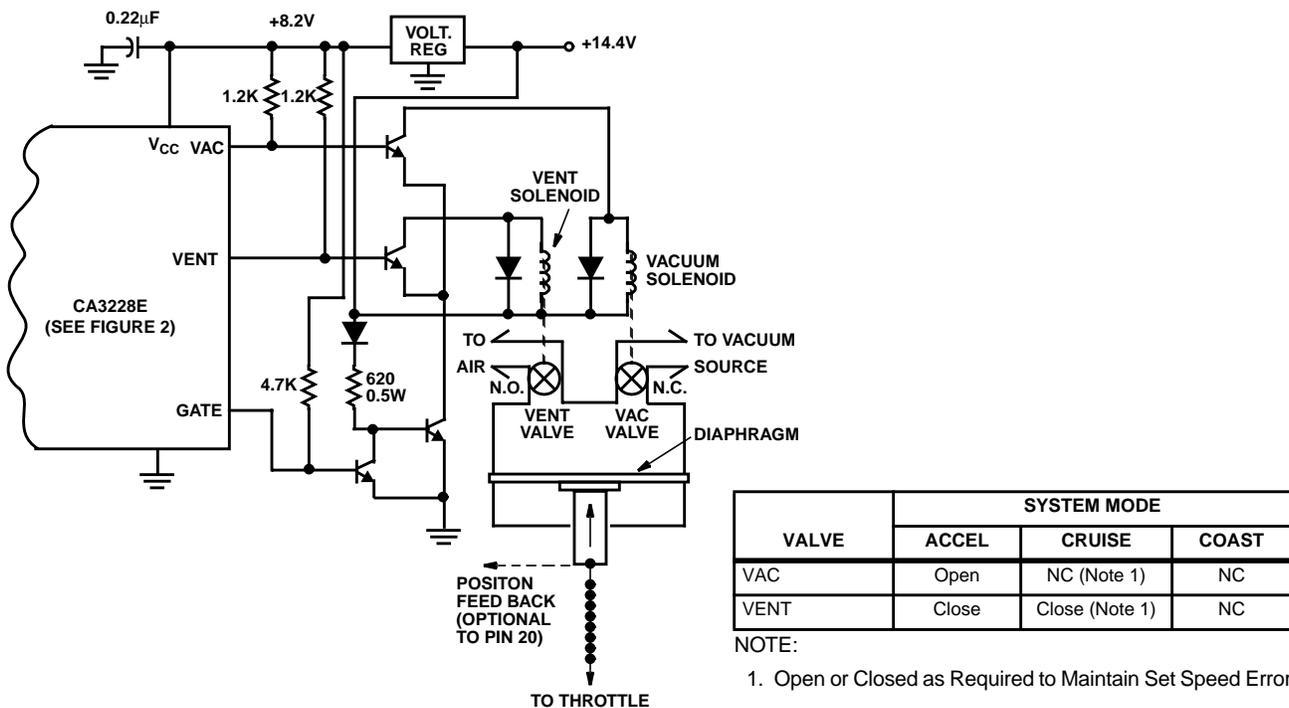 0.22µF
+8.2V
VOLT.
REG
+14.4V
1.2K
1.2K
VCC
VAC
VENT
SOLENOID
VENT
VACUUM
SOLENOID
CA3228E
(SEE FIGURE 2)
TO
AIR
TO VACUUM
SOURCE
4.7K
620
0.5W
N.O.
N.C.
GATE
VENT
VALVE
VAC
VALVE
DIAPHRAGM
POSITON
FEED BACK
(OPTIONAL
TO PIN 20)
TO THROTTLE
VALVE
SYSTEM MODE
ACCEL CRUISE COAST
VAC Open NC (Note 1) NC
VENT Close Close (Note 1) NC
NOTE:
1. Open or Closed as Required to Maintain Set Speed Error